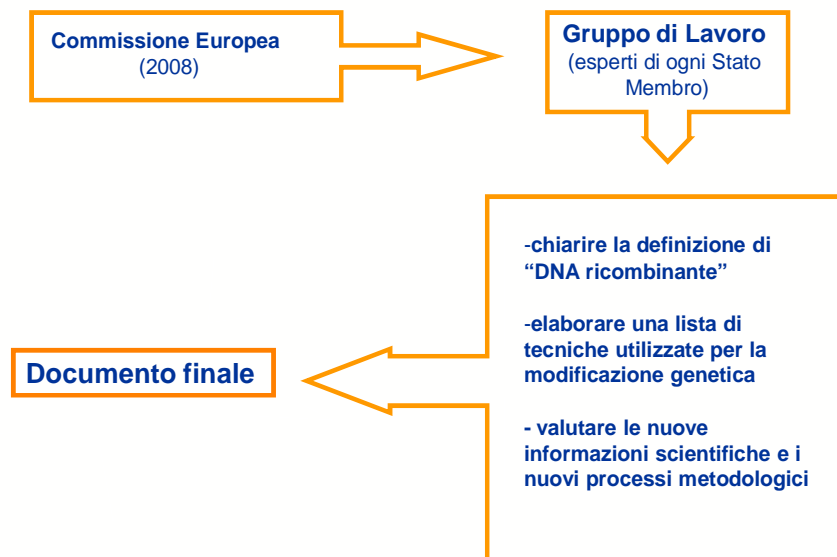 Commissione Europea
(2008)
Gruppo di Lavoro
(esperti di ogni Stato
Membro)
-chiarire la definizione di
“DNA ricombinante”
-elaborare una lista di
tecniche utilizzate per la
modificazione genetica
- valutare le nuove
informazioni scientifiche e i
nuovi processi metodologici
Documento finale